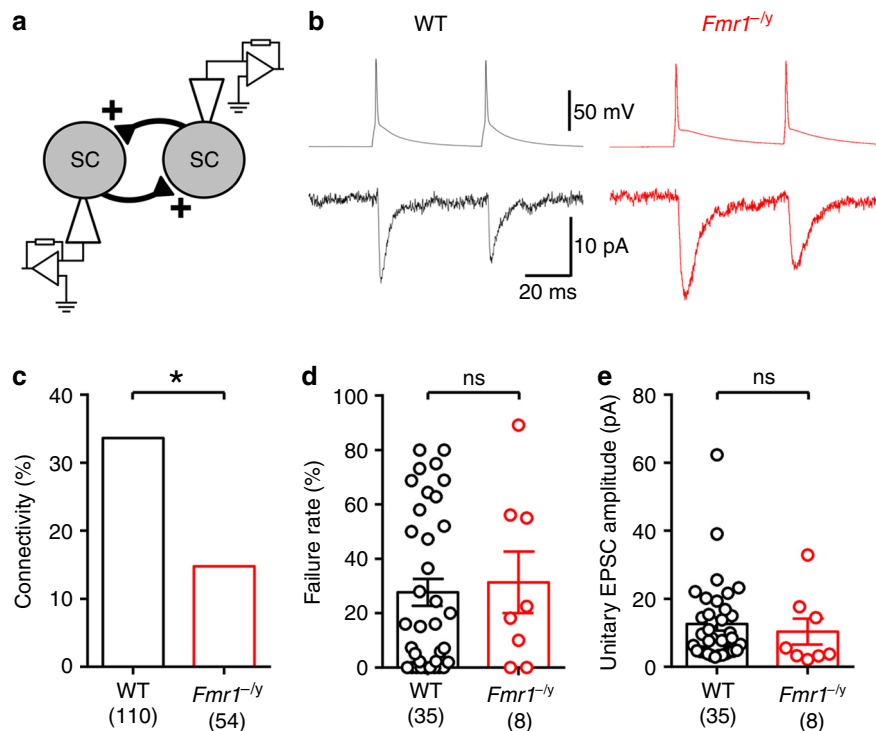 a
SC
SC
+
+
b
WT
Fmr1⁻/ʸ
50 mV
10 pA
20 ms
c
Connectivity (%)
40
30
20
10
0
*
WT
(110)
Fmr1⁻/ʸ
(54)
d
Failure rate (%)
100
80
60
40
20
0
ns
WT
(35)
Fmr1⁻/ʸ
(8)
e
Unitary EPSC amplitude (pA)
80
60
40
20
0
ns
WT
(35)
Fmr1⁻/ʸ
(8)